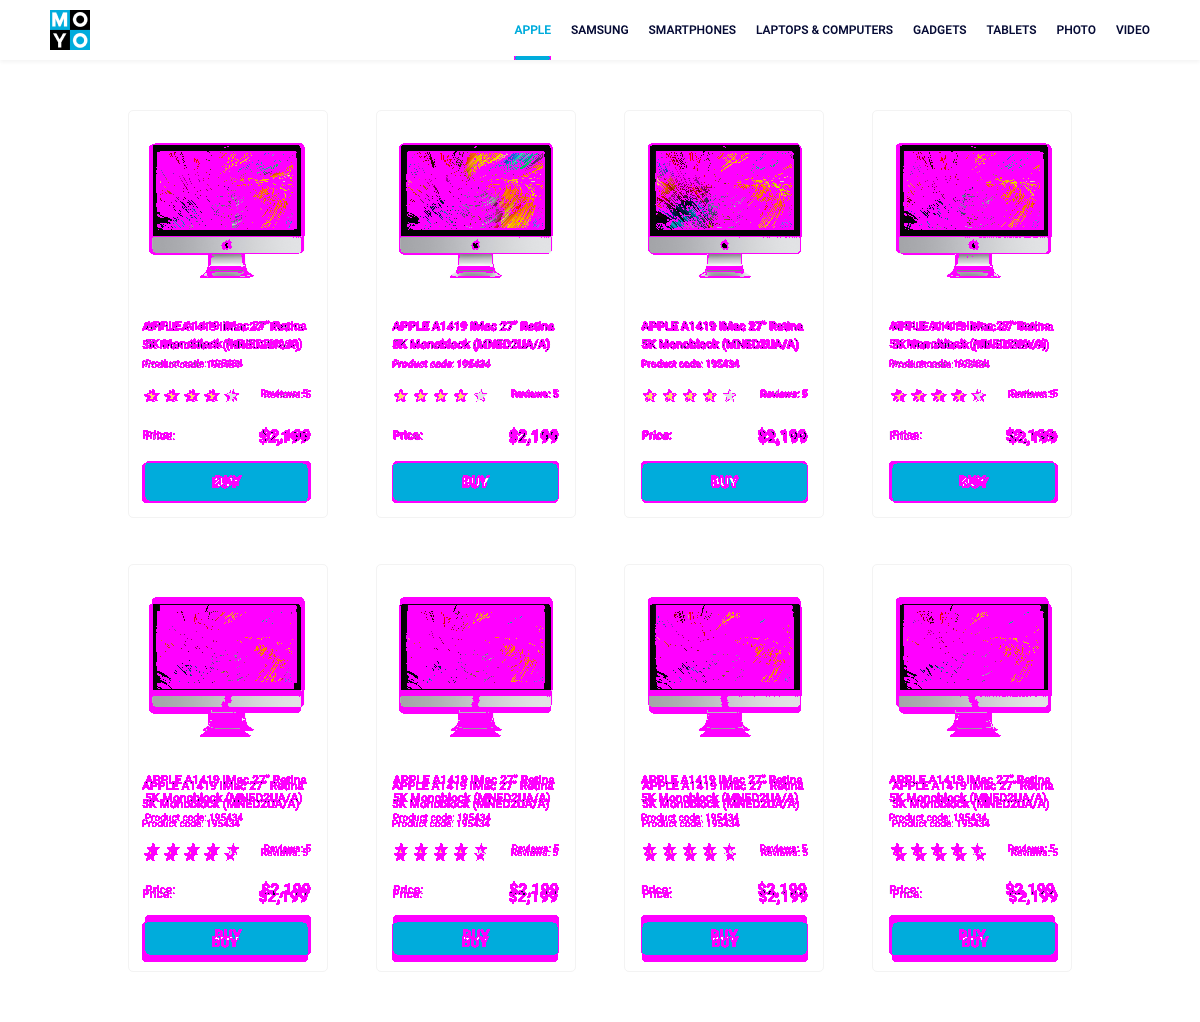 MO
YO
APPLE SAMSUNG SMARTPHONES LAPTOPS & COMPUTERS GADGETS TABLETS PHOTO VIDEO
APPLE A1419 iMac 27" Retina APPLE A1419 iMac 27" Retina APPLE A1419 iMac 27" Retina APPLE A1419 iMac 27" Retina
5K Monoblock (MNED2UA/A) 5K Monoblock (MNED2UA/A) 5K Monoblock (MNED2UA/A) 5K Monoblock (MNED2UA/A)
Product code: 195434 Product code: 195434 Product code: 195434 Product code: 195434
Reviews: 5 Reviews: 5 Reviews: 5 Reviews: 5
Price: $2,199 Price: $2,199 Price: $2,199 Price: $2,199
BUY BUY BUY BUY
APPLE A1419 iMac 27" Retina APPLE A1419 iMac 27" Retina APPLE A1419 iMac 27" Retina APPLE A1419 iMac 27" Retina
5K Monoblock (MNED2UA/A) 5K Monoblock (MNED2UA/A) 5K Monoblock (MNED2UA/A) 5K Monoblock (MNED2UA/A)
Product code: 195434 Product code: 195434 Product code: 195434 Product code: 195434
Reviews: 5 Reviews: 5 Reviews: 5 Reviews: 5
Price: $2,199 Price: $2,199 Price: $2,199 Price: $2,199
BUY BUY BUY BUY